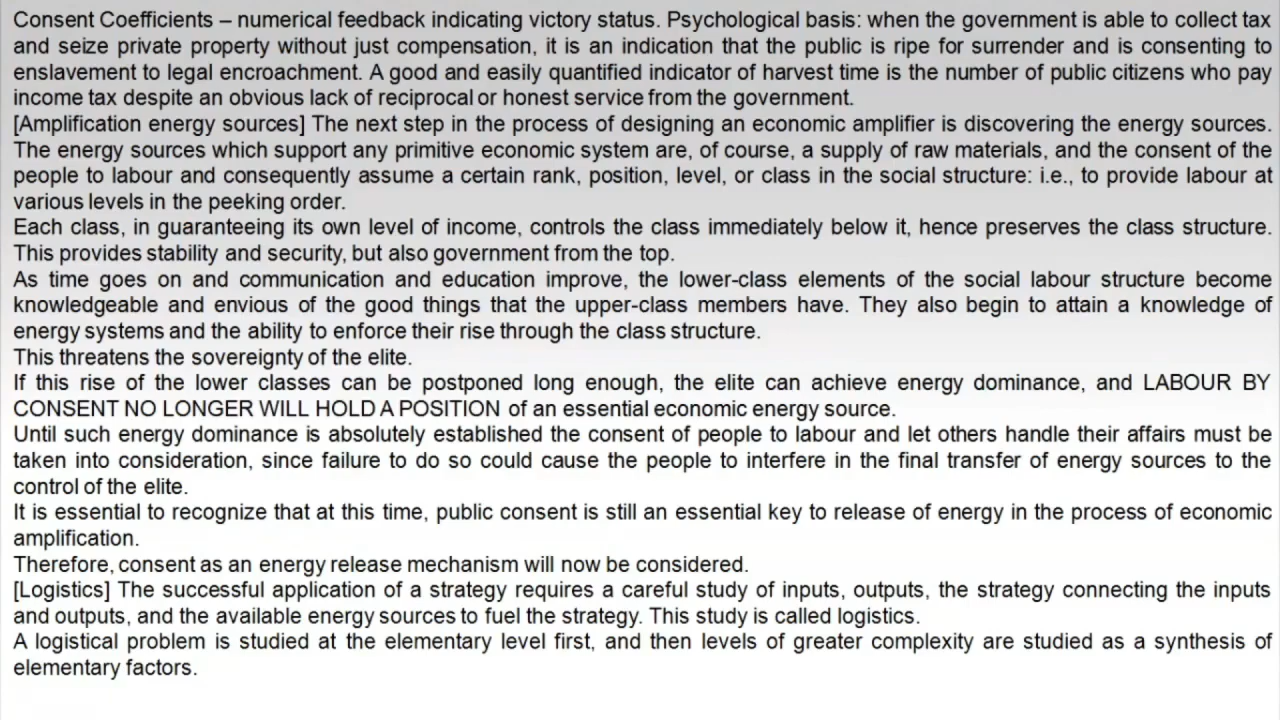 Consent Coefficients – numerical feedback indicating victory status. Psychological basis: when the government is able to collect tax
and seize private property without just compensation, it is an indication that the public is ripe for surrender and is consenting to
enslavement to legal encroachment. A good and easily quantified indicator of harvest time is the number of public citizens who pay
income tax despite an obvious lack of reciprocal or honest service from the government.
[Amplification energy sources] The next step in the process of designing an economic amplifier is discovering the energy sources.
The energy sources which support any primitive economic system are, of course, a supply of raw materials, and the consent of the
people to labour and consequently assume a certain rank, position, level, or class in the social structure: i.e., to provide labour at
various levels in the peeking order.
Each class, in guaranteeing its own level of income, controls the class immediately below it, hence preserves the class structure.
This provides stability and security, but also government from the top.
As time goes on and communication and education improve, the lower-class elements of the social labour structure become
knowledgeable and envious of the good things that the upper-class members have. They also begin to attain a knowledge of
energy systems and the ability to enforce their rise through the class structure.
This threatens the sovereignty of the elite.
If this rise of the lower classes can be postponed long enough, the elite can achieve energy dominance, and LABOUR BY
CONSENT NO LONGER WILL HOLD A POSITION of an essential economic energy source.
Until such energy dominance is absolutely established the consent of people to labour and let others handle their affairs must be
taken into consideration, since failure to do so could cause the people to interfere in the final transfer of energy sources to the
control of the elite.
It is essential to recognize that at this time, public consent is still an essential key to release of energy in the process of economic
amplification.
Therefore, consent as an energy release mechanism will now be considered.
[Logistics] The successful application of a strategy requires a careful study of inputs, outputs, the strategy connecting the inputs
and outputs, and the available energy sources to fuel the strategy. This study is called logistics.
A logistical problem is studied at the elementary level first, and then levels of greater complexity are studied as a synthesis of
elementary factors.